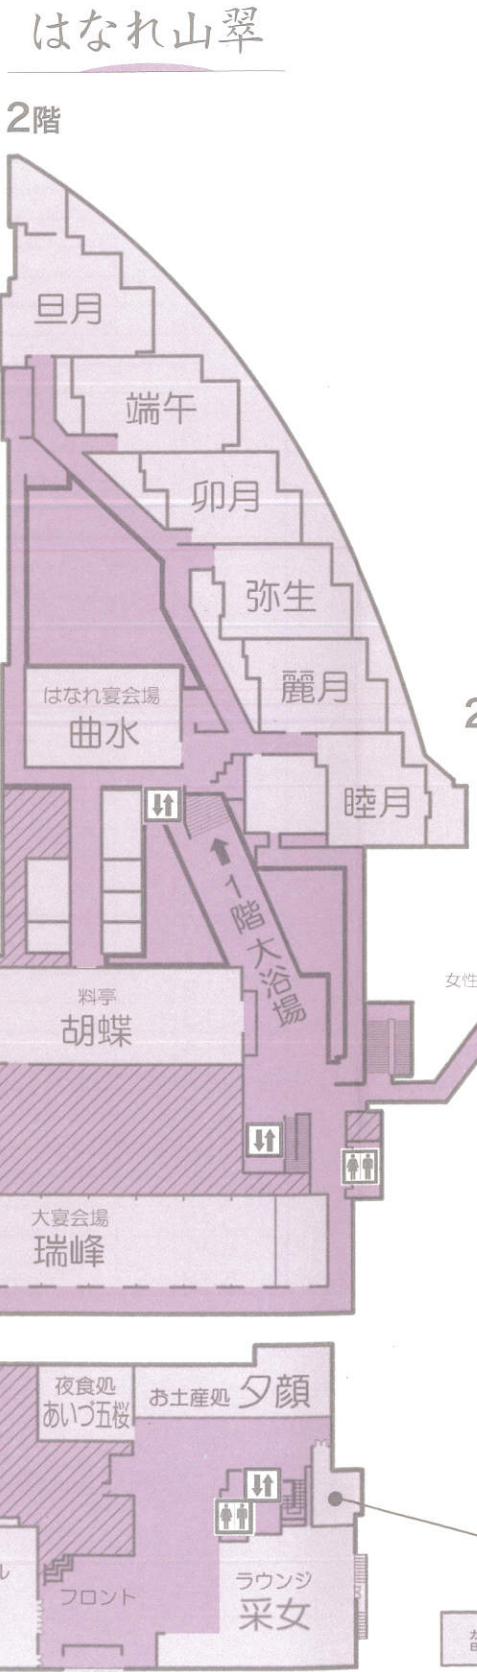 はなれ山翠
2階
旦月
端午
卯月
弥生
はなれ宴会場
曲水
麗月
睦月
1階大浴場
女性
料亭
胡蝶
大宴会場
瑞峰
夜食処
あいづ五桜
お土産処 夕顔
フロント
ラウンジ
采女